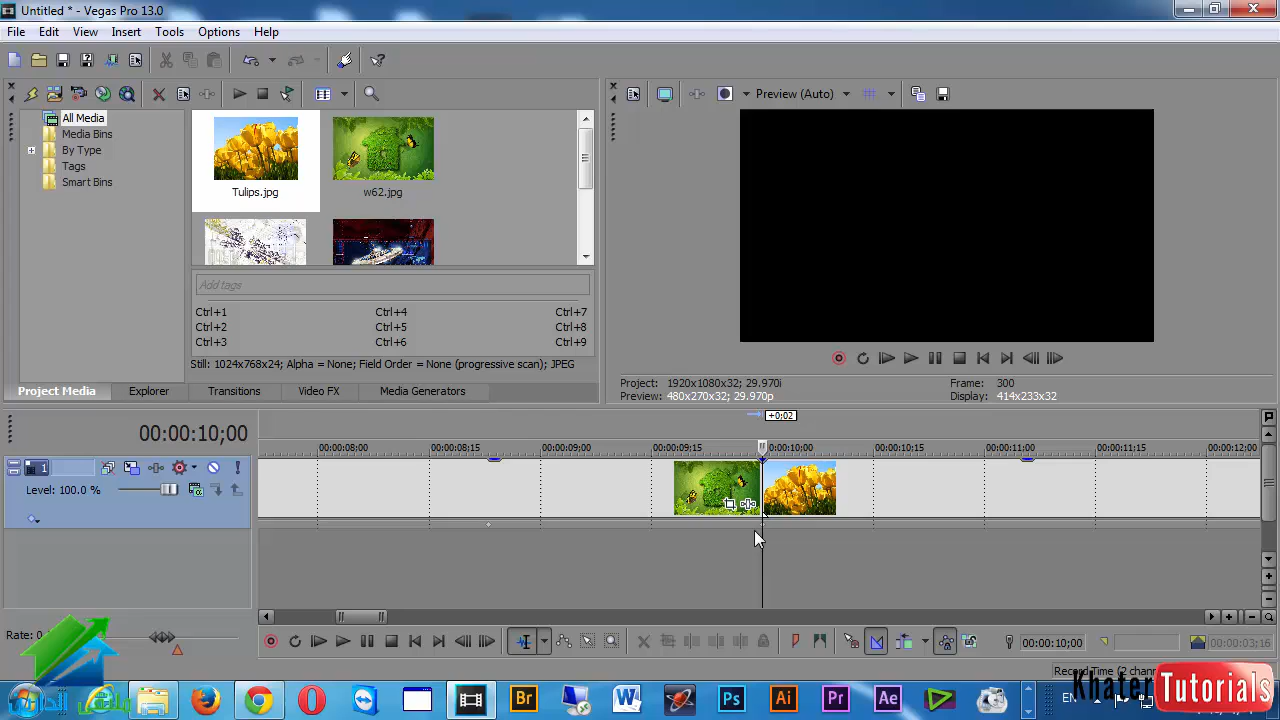 Untitled * - Vegas Pro 13.0
File Edit View Insert Tools Options Help
All Media
Media Bins
By Type
Tags
Smart Bins
Tulips.jpg
w62.jpg
Add tags
Ctrl+1 Ctrl+4 Ctrl+7
Ctrl+2 Ctrl+5 Ctrl+8
Ctrl+3 Ctrl+6 Ctrl+9
Still: 1024x768x24; Alpha = None; Field Order = None (progressive scan); JPEG
Project Media Explorer Transitions Video FX Media Generators
Preview (Auto)
Project: 1920x1080x32; 29.970i Frame: 300
Preview: 480x270x32; 29.970p Display: 414x233x32
+0;02
00:00:10;00
00:00:08;00 00:00:08;15 00:00:09;00 00:00:09;15 00:00:10;00 00:00:10;15 00:00:11;00 00:00:11;15 00:00:12;00
1
Level: 100.0 %
Rate: 0
00:00:10;00
00:00:03;16
Record Time (2 chann
Br
W
Ps
Ai
Pr
Ae
EN
Khater Tutorials